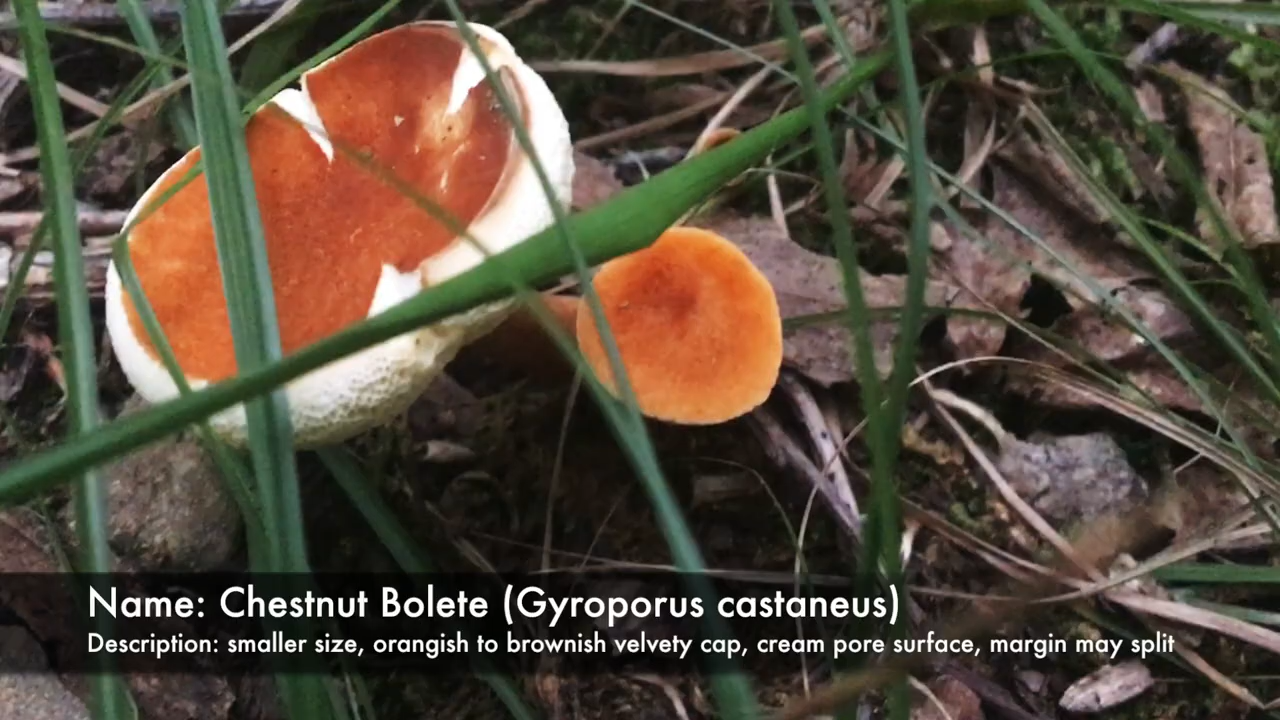 Name: Chestnut Bolete (Gyroporus castaneus)
Description: smaller size, orangish to brownish velvety cap, cream pore surface, margin may split